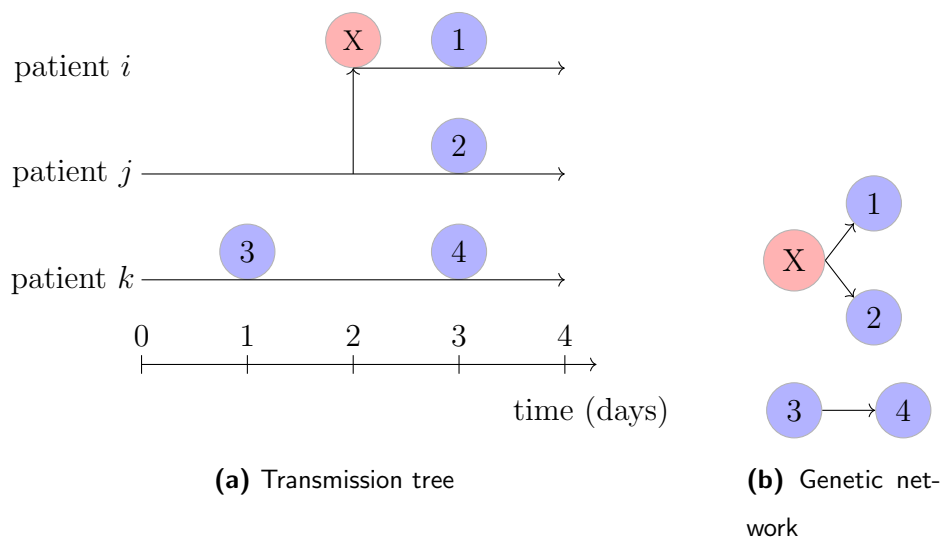 patient i
X
1
patient j
2
patient k
3
4
0 1 2 3 4
time (days)
(a) Transmission tree
X
1
2
3
4
(b) Genetic net-
work